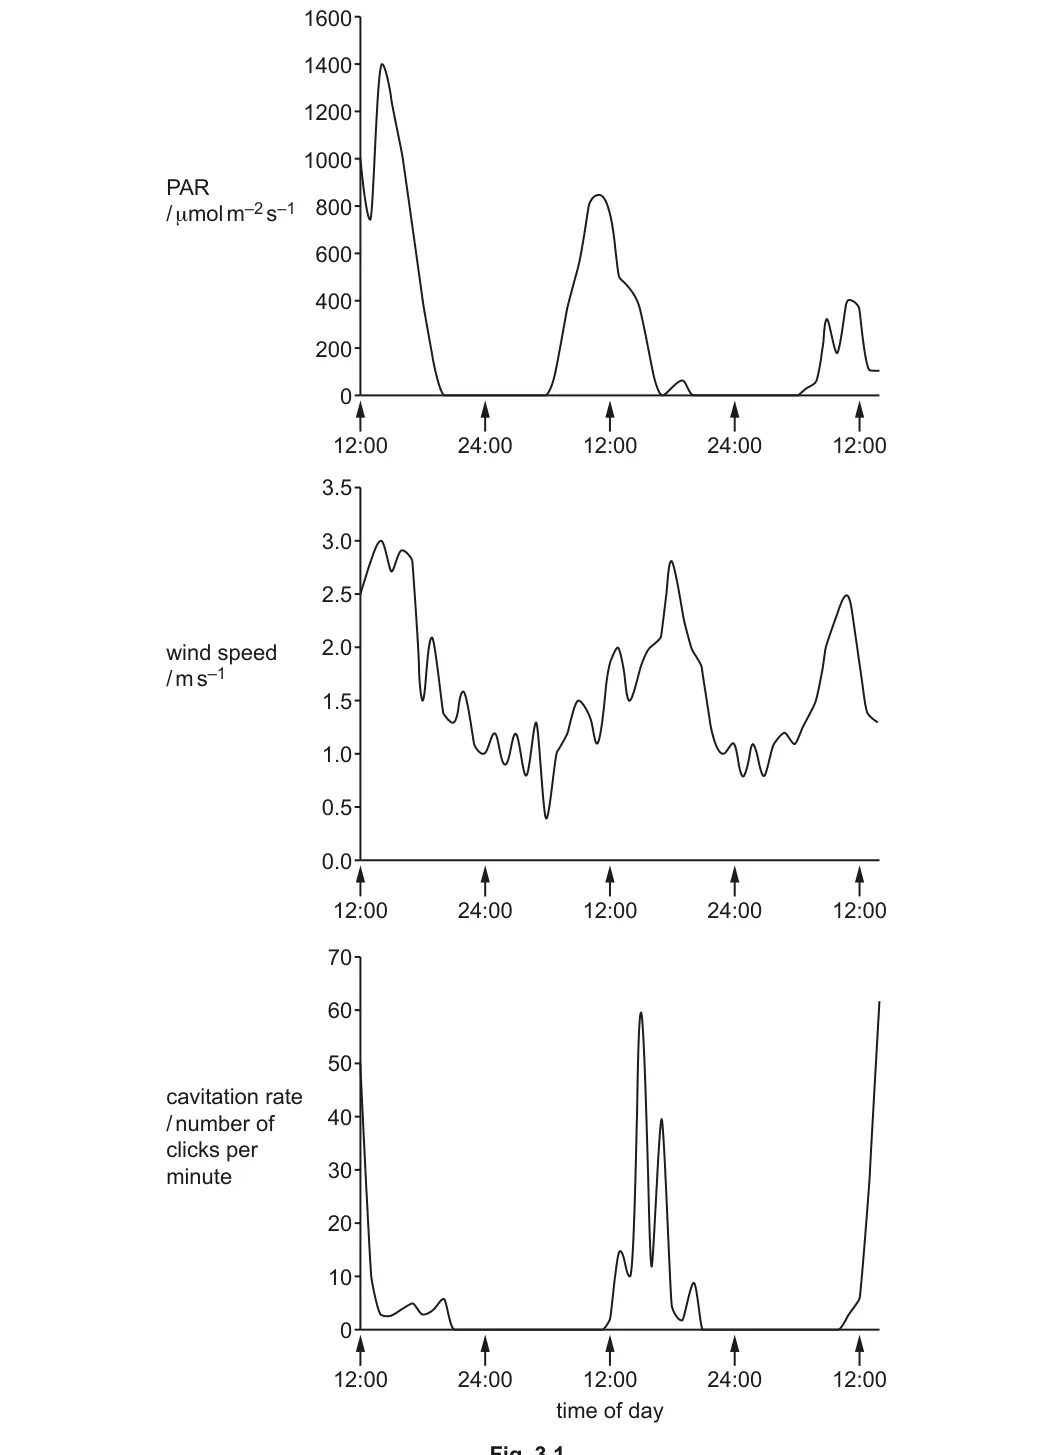 1600
1400
1200
1000
800
600
400
200
0
PAR
/ μmol m–2 s–1
12:00 24:00 12:00 24:00 12:00
3.5
3.0
2.5
2.0
1.5
1.0
0.5
0.0
wind speed
/ m s–1
12:00 24:00 12:00 24:00 12:00
70
60
50
40
30
20
10
0
cavitation rate
/ number of
clicks per
minute
12:00 24:00 12:00 24:00 12:00
time of day
Fig. 3.1